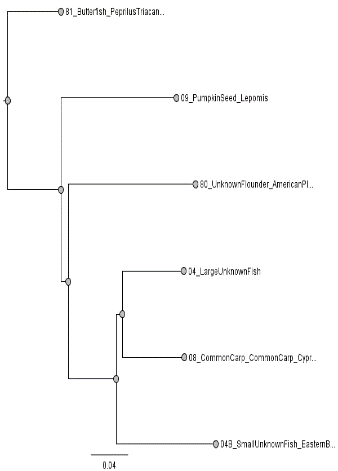 81_Butterfish_PeprilusTriacan...
09_PumpkinSeed_Lepomis
80_UnknownFlounder_AmericanPl...
04_LargeUnknownFish
08_CommonCarp_CommonCarp_Cypr...
04B_SmallUnknownFish_EasternB...
0.04